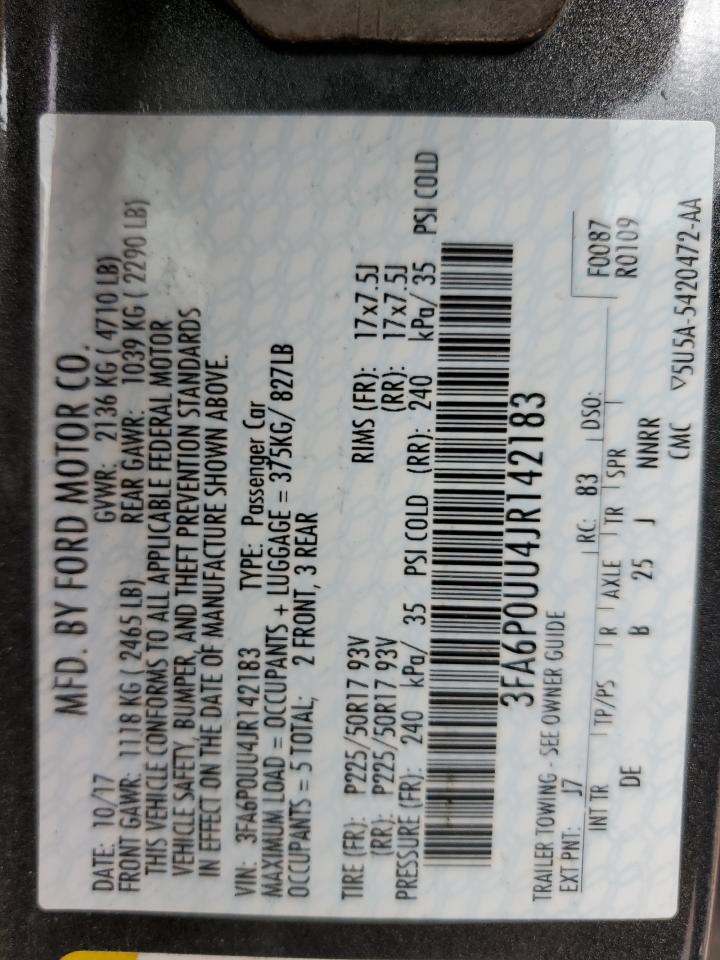 MFD. BY FORD MOTOR CO.
DATE: 10/17 GVWR: 2136 KG ( 4710 LB)
FRONT GAWR: 1118 KG ( 2465 LB) REAR GAWR: 1039 KG ( 2290 LB)
THIS VEHICLE CONFORMS TO ALL APPLICABLE FEDERAL MOTOR
VEHICLE SAFETY, BUMPER, AND THEFT PREVENTION STANDARDS
IN EFFECT ON THE DATE OF MANUFACTURE SHOWN ABOVE.
VIN: 3FA6P0UU4JR142183 TYPE: Passenger Car
MAXIMUM LOAD = OCCUPANTS + LUGGAGE = 375KG/ 827LB
OCCUPANTS = 5 TOTAL; 2 FRONT, 3 REAR
TIRE (FR): P225/50R17 93V RIMS (FR): 17x7.5J
(RR): P225/50R17 93V (RR): 17x7.5J
PRESSURE (FR): 240 kPa/ 35 PSI COLD (RR): 240 kPa/ 35 PSI COLD
3FA6P0UU4JR142183
TRAILER TOWING - SEE OWNER GUIDE
EXT PNT: J7 RC: 83 DSO: F0087
INT TR TP/PS R AXLE TR SPR R0109
DE B 25 J NNRR
CMC ▽5U5A-5420472-AA